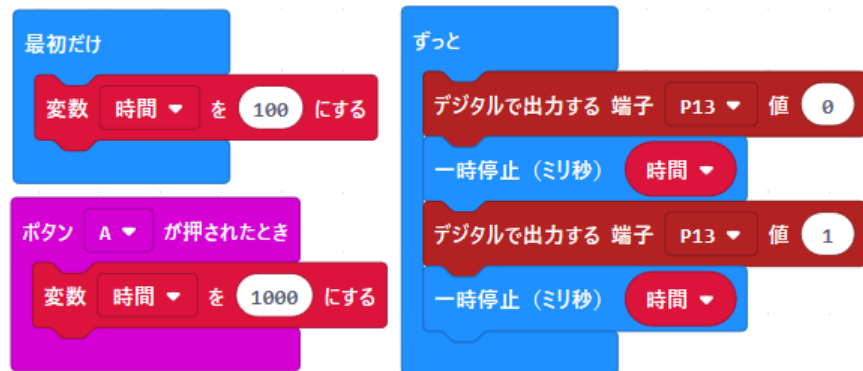 最初だけ
変数 時間 を 100 にする
ボタン A が押されたとき
変数 時間 を 1000 にする
ずっと
デジタルで出力する 端子 P13 値 0
一時停止（ミリ秒） 時間
デジタルで出力する 端子 P13 値 1
一時停止（ミリ秒） 時間